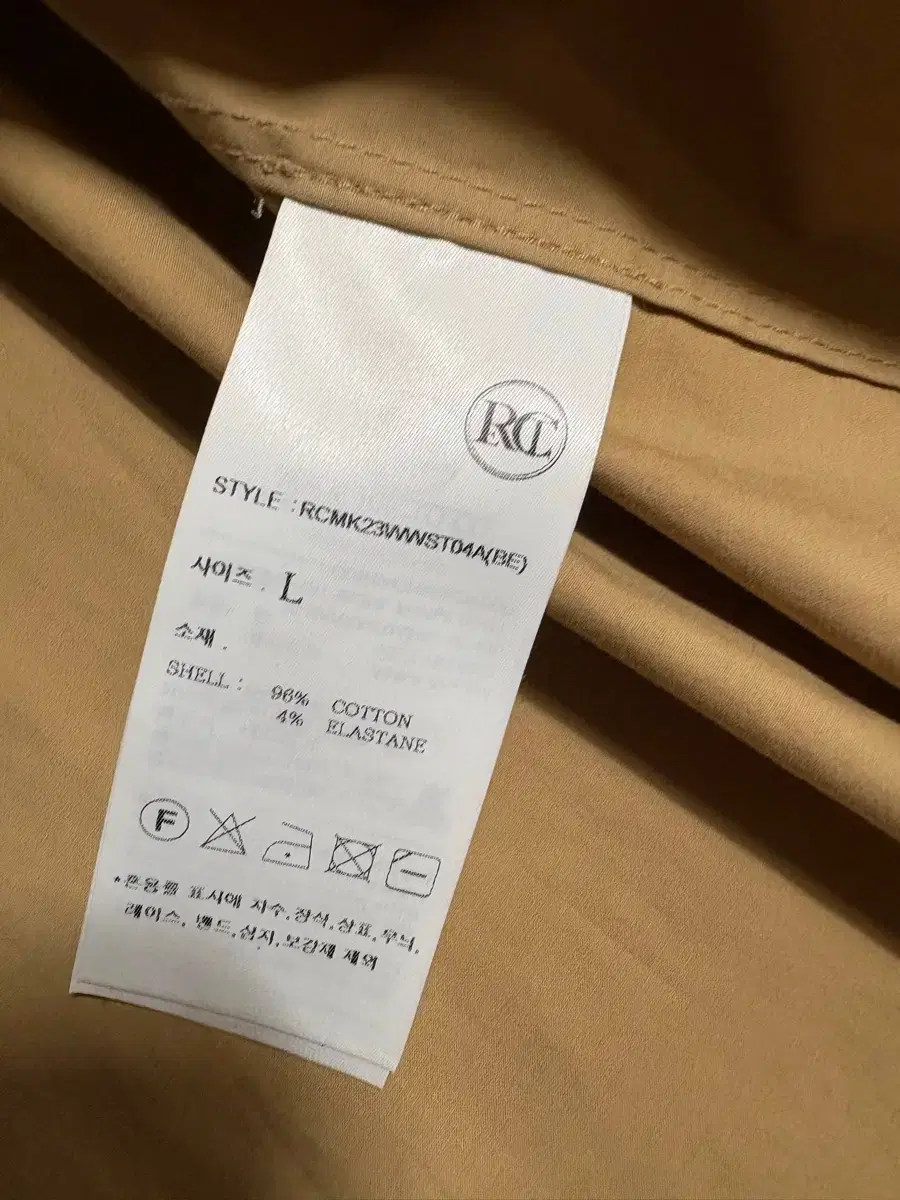 RCC
STYLE : RCMK23WWST04A(BE)
사이즈 : L
소재 :
SHELL : 96% COTTON
4% ELASTANE
F
*혼용률 표시에 자수, 장식, 상표, 무늬,
레이스, 밴드, 심지, 보강재 제외